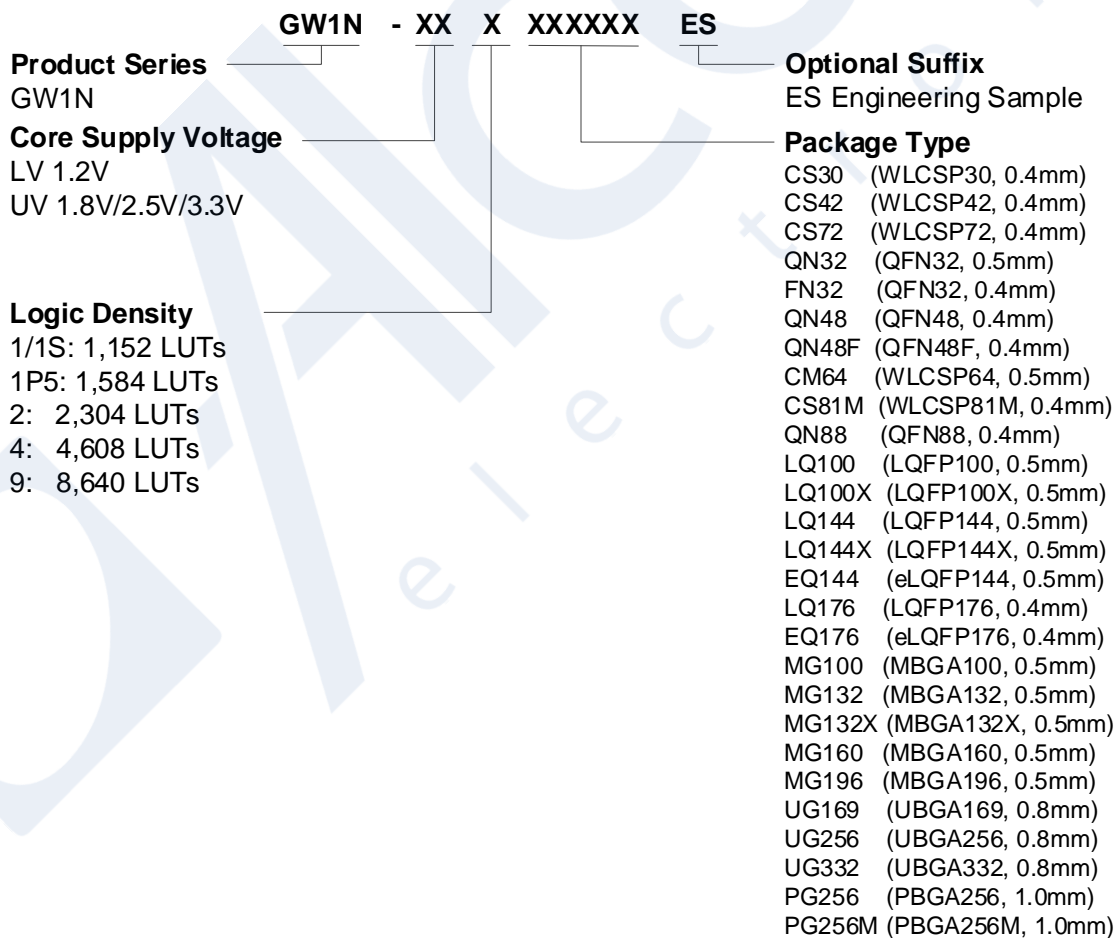 GW1N - XX X XXXXXX ES
Product Series
GW1N
Core Supply Voltage
LV 1.2V
UV 1.8V/2.5V/3.3V
Logic Density
1/1S: 1,152 LUTs
1P5: 1,584 LUTs
2: 2,304 LUTs
4: 4,608 LUTs
9: 8,640 LUTs
Optional Suffix
ES Engineering Sample
Package Type
CS30 (WLCSP30, 0.4mm)
CS42 (WLCSP42, 0.4mm)
CS72 (WLCSP72, 0.4mm)
QN32 (QFN32, 0.5mm)
FN32 (QFN32, 0.4mm)
QN48 (QFN48, 0.4mm)
QN48F (QFN48F, 0.4mm)
CM64 (WLCSP64, 0.5mm)
CS81M (WLCSP81M, 0.4mm)
QN88 (QFN88, 0.4mm)
LQ100 (LQFP100, 0.5mm)
LQ100X (LQFP100X, 0.5mm)
LQ144 (LQFP144, 0.5mm)
LQ144X (LQFP144X, 0.5mm)
EQ144 (eLQFP144, 0.5mm)
LQ176 (LQFP176, 0.4mm)
EQ176 (eLQFP176, 0.4mm)
MG100 (MBGA100, 0.5mm)
MG132 (MBGA132, 0.5mm)
MG132X (MBGA132X, 0.5mm)
MG160 (MBGA160, 0.5mm)
MG196 (MBGA196, 0.5mm)
UG169 (UBGA169, 0.8mm)
UG256 (UBGA256, 0.8mm)
UG332 (UBGA332, 0.8mm)
PG256 (PBGA256, 1.0mm)
PG256M (PBGA256M, 1.0mm)